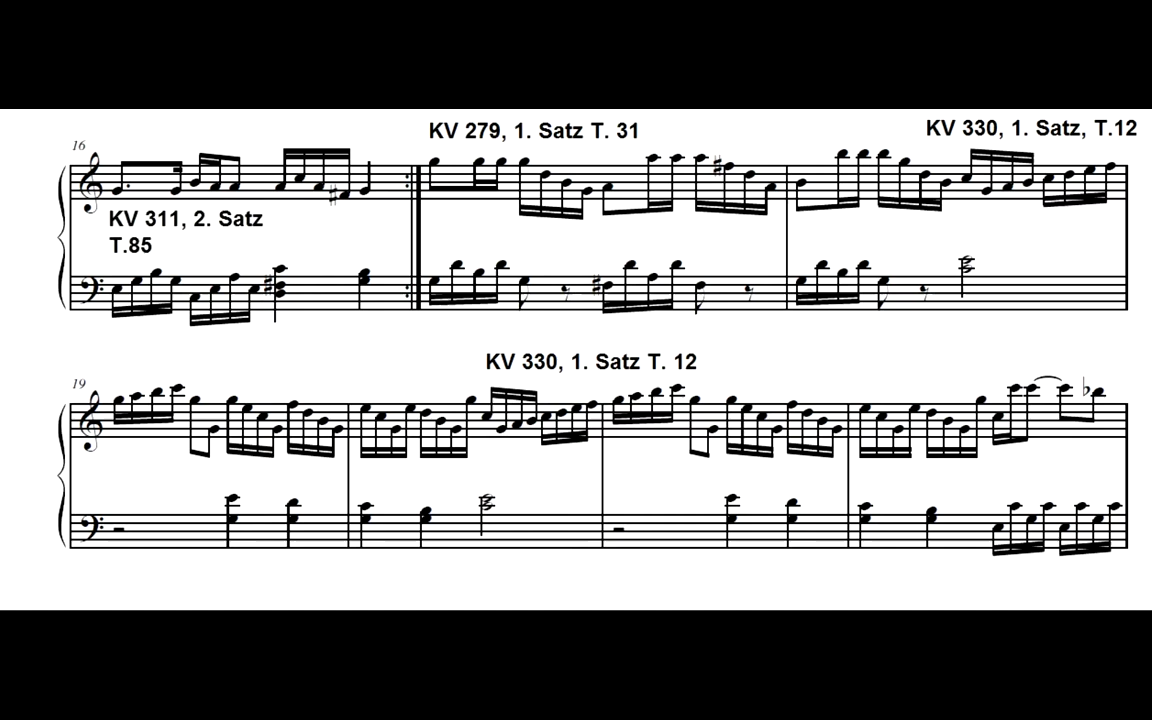 KV 279, 1. Satz T. 31
KV 330, 1. Satz, T.12
16
KV 311, 2. Satz
T.85
KV 330, 1. Satz T. 12
19